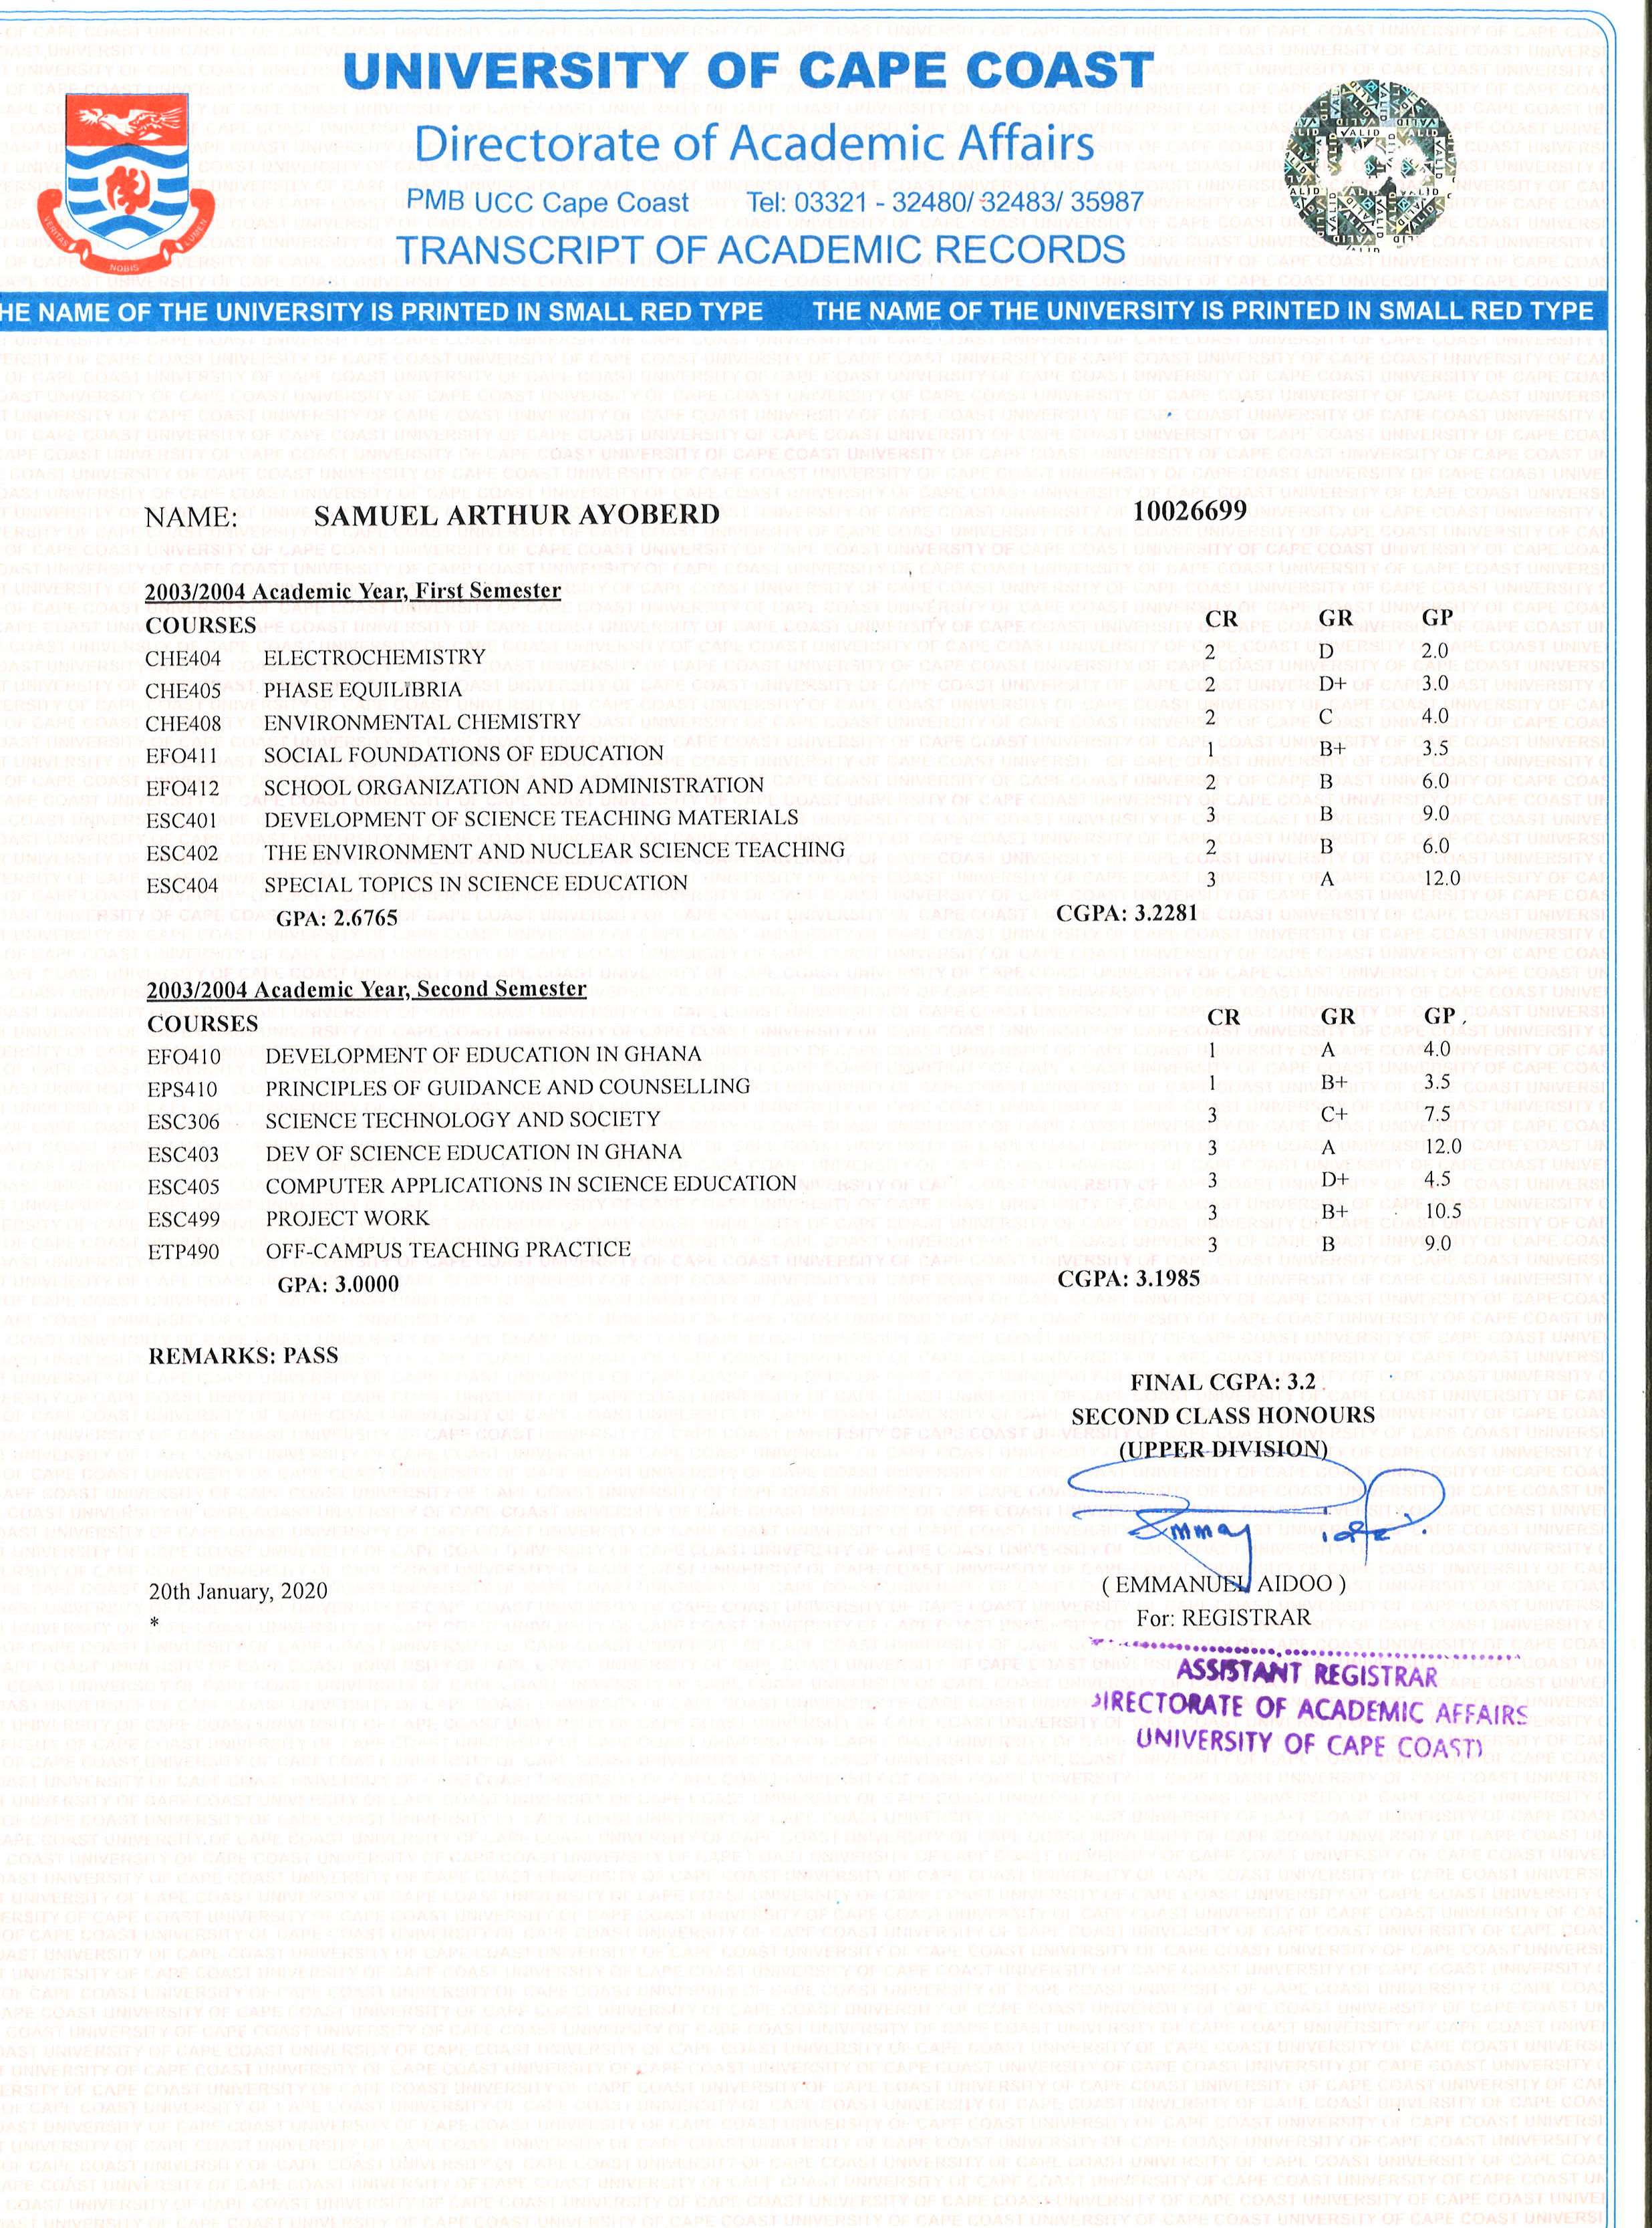 UNIVERSITY OF CAPE COAST
Directorate of Academic Affairs
PMB UCC Cape Coast Tel: 03321 - 32480/ 32483/ 35987
TRANSCRIPT OF ACADEMIC RECORDS
VERITAS NOBIS LUMEN
VALID
HE NAME OF THE UNIVERSITY IS PRINTED IN SMALL RED TYPE THE NAME OF THE UNIVERSITY IS PRINTED IN SMALL RED TYPE
NAME: SAMUEL ARTHUR AYOBERD 10026699
2003/2004 Academic Year, First Semester
COURSES CR GR GP
CHE404 ELECTROCHEMISTRY 2 D 2.0
CHE405 PHASE EQUILIBRIA 2 D+ 3.0
CHE408 ENVIRONMENTAL CHEMISTRY 2 C 4.0
EFO411 SOCIAL FOUNDATIONS OF EDUCATION 1 B+ 3.5
EFO412 SCHOOL ORGANIZATION AND ADMINISTRATION 2 B 6.0
ESC401 DEVELOPMENT OF SCIENCE TEACHING MATERIALS 3 B 9.0
ESC402 THE ENVIRONMENT AND NUCLEAR SCIENCE TEACHING 2 B 6.0
ESC404 SPECIAL TOPICS IN SCIENCE EDUCATION 3 A 12.0
GPA: 2.6765 CGPA: 3.2281
2003/2004 Academic Year, Second Semester
COURSES CR GR GP
EFO410 DEVELOPMENT OF EDUCATION IN GHANA 1 A 4.0
EPS410 PRINCIPLES OF GUIDANCE AND COUNSELLING 1 B+ 3.5
ESC306 SCIENCE TECHNOLOGY AND SOCIETY 3 C+ 7.5
ESC403 DEV OF SCIENCE EDUCATION IN GHANA 3 A 12.0
ESC405 COMPUTER APPLICATIONS IN SCIENCE EDUCATION 3 D+ 4.5
ESC499 PROJECT WORK 3 B+ 10.5
ETP490 OFF-CAMPUS TEACHING PRACTICE 3 B 9.0
GPA: 3.0000 CGPA: 3.1985
REMARKS: PASS
FINAL CGPA: 3.2
SECOND CLASS HONOURS
(UPPER DIVISION)
20th January, 2020 ( EMMANUEL AIDOO )
* For: REGISTRAR
ASSISTANT REGISTRAR
DIRECTORATE OF ACADEMIC AFFAIRS
UNIVERSITY OF CAPE COAST)